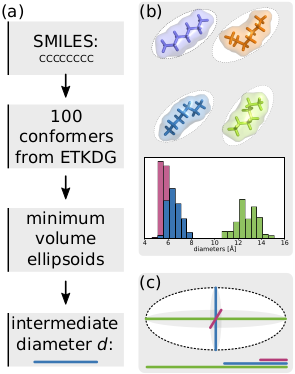 (a)
SMILES:
CCCCCCCC
100
conformers
from ETKDG
minimum
volume
ellipsoids
intermediate
diameter d:
(b)
4 6 8 10 12 14 16
diameters [Å]
(c)